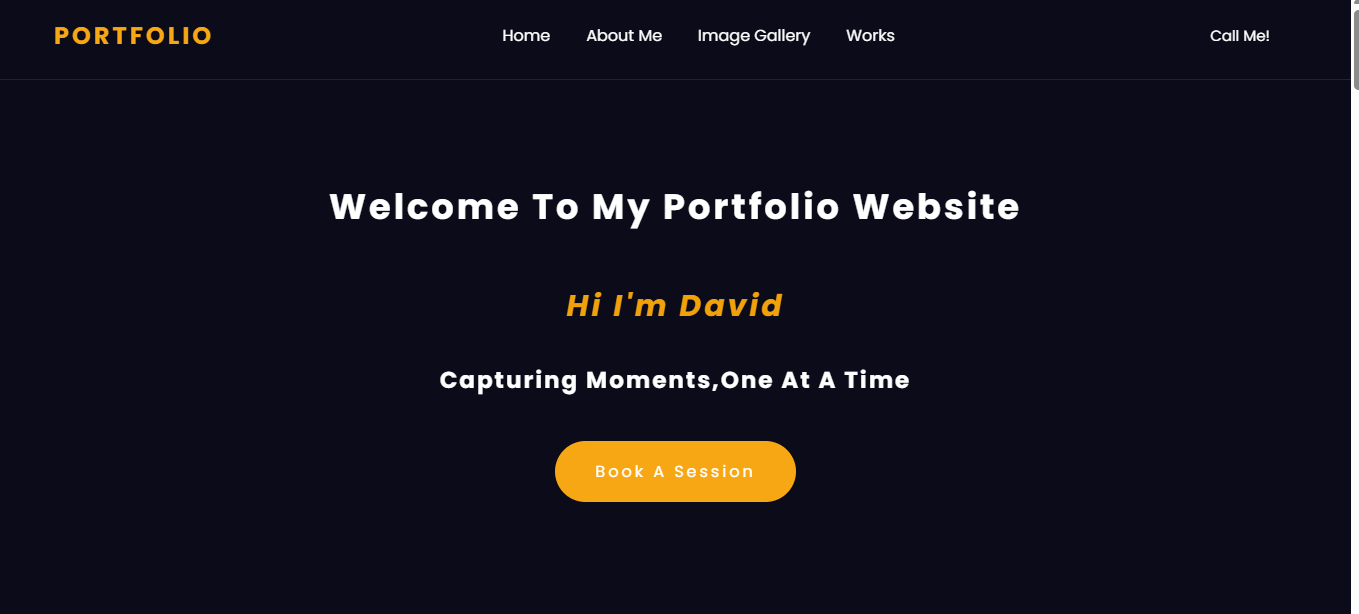 PORTFOLIO
Home About Me Image Gallery Works
Call Me!
Welcome To My Portfolio Website
Hi I'm David
Capturing Moments,One At A Time
Book A Session